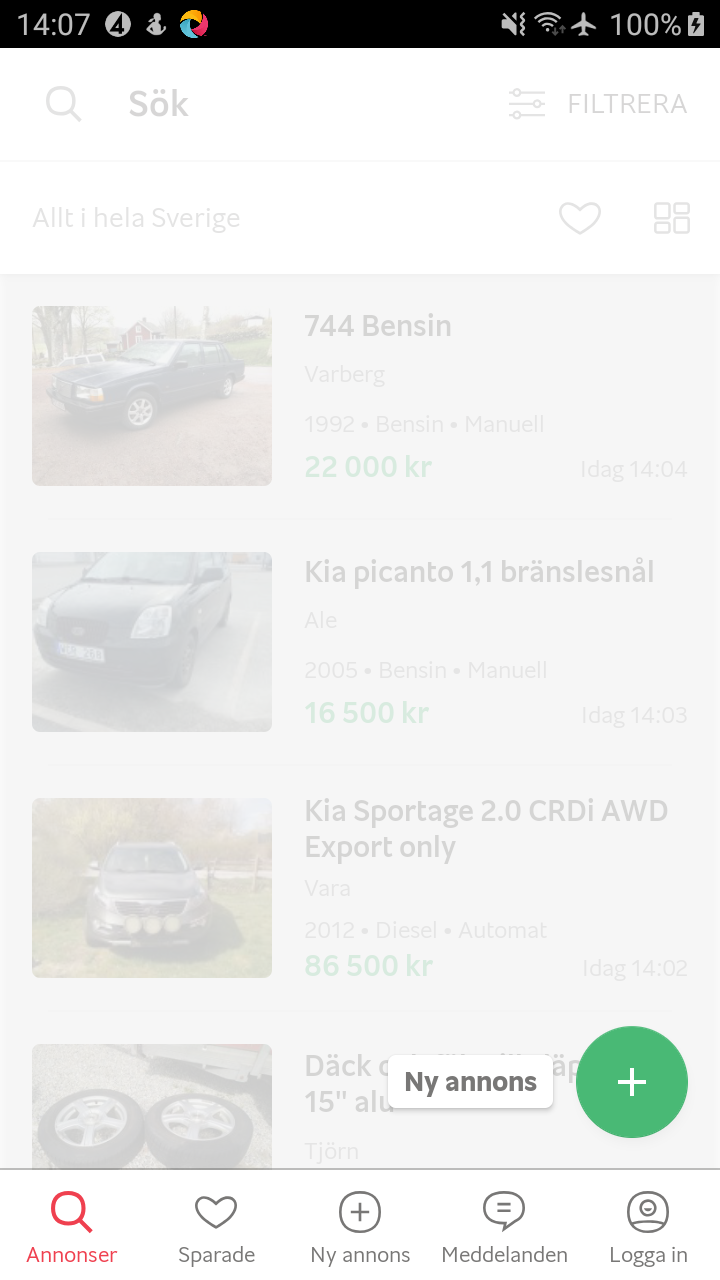 14:07
100%
Sök
FILTRERA
Allt i hela Sverige
744 Bensin
Varberg
1992 • Bensin • Manuell
22 000 kr
Idag 14:04
Kia picanto 1,1 bränslesnål
Ale
2005 • Bensin • Manuell
16 500 kr
Idag 14:03
Kia Sportage 2.0 CRDi AWD
Export only
Vara
2012 • Diesel • Automat
86 500 kr
Idag 14:02
Däck
Ny annons
15" alu
Tjörn
Annonser
Sparade
Ny annons
Meddelanden
Logga in